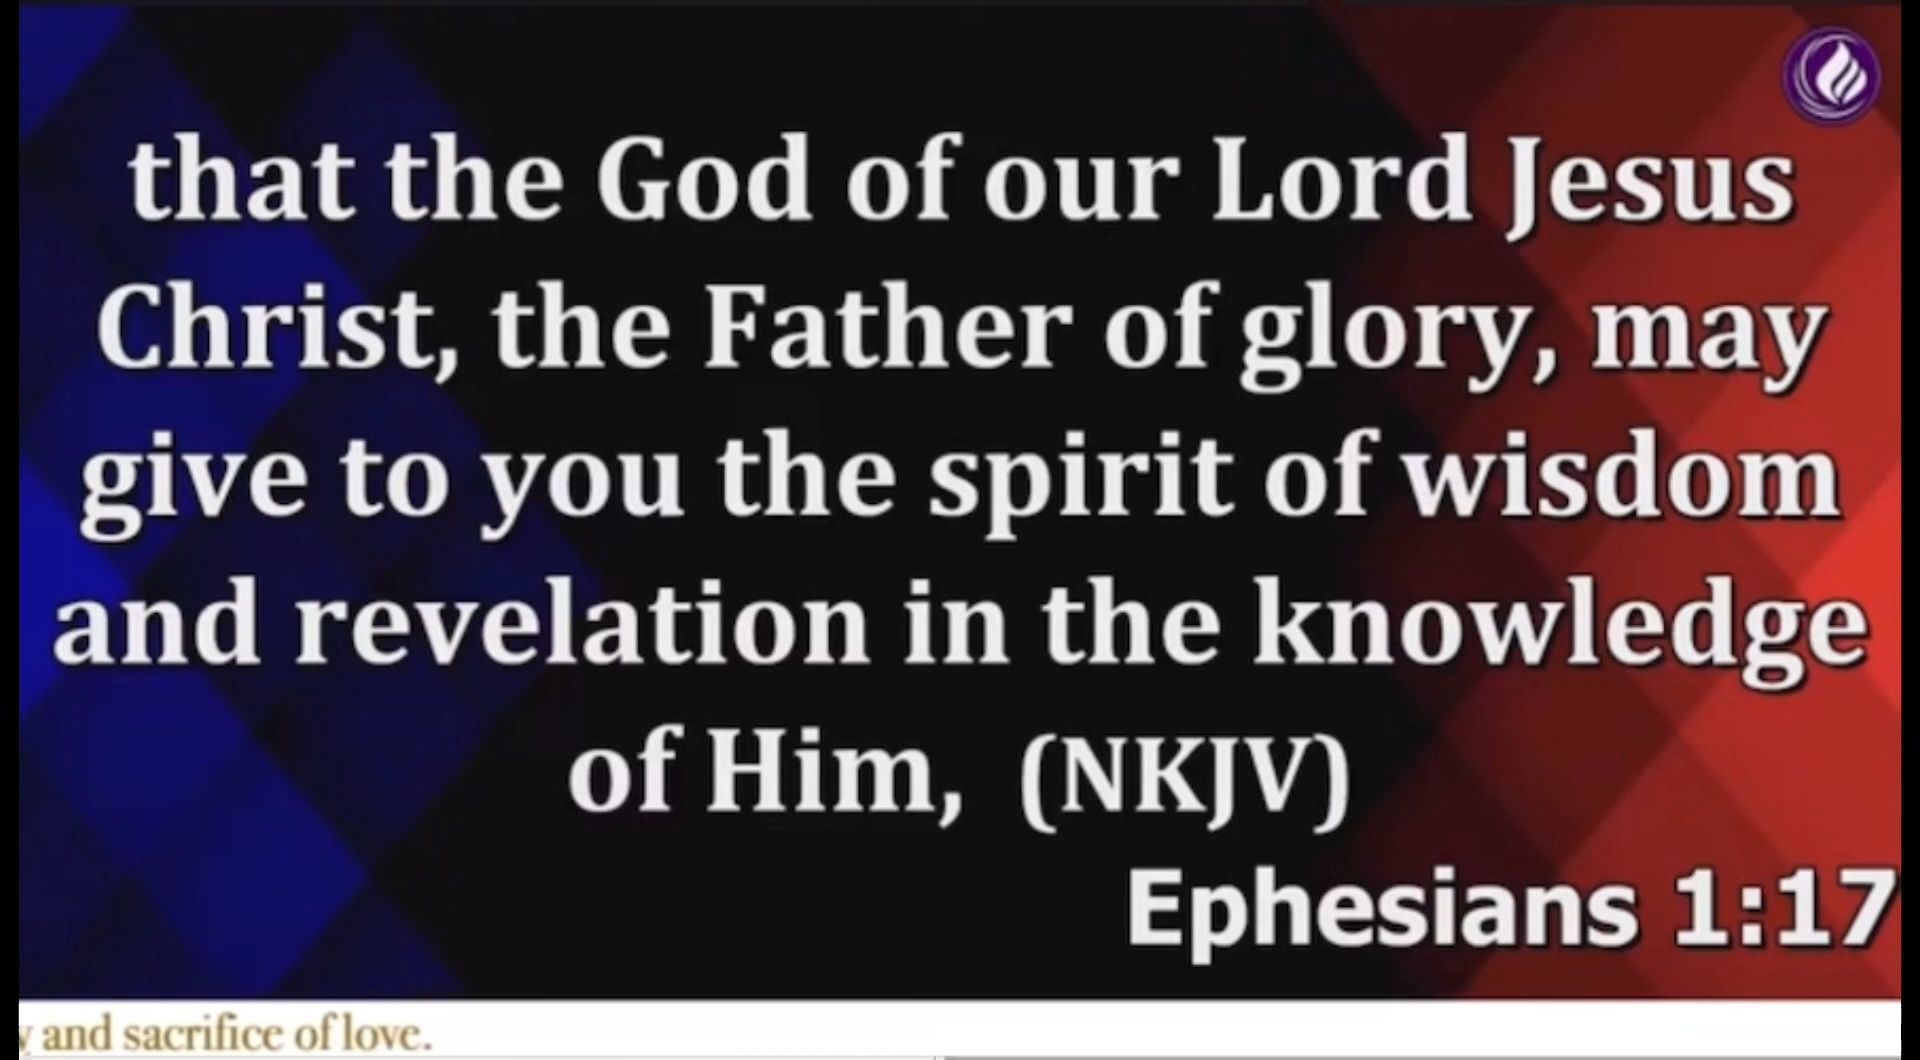 that the God of our Lord Jesus
Christ, the Father of glory, may
give to you the spirit of wisdom
and revelation in the knowledge
of Him, (NKJV)
Ephesians 1:17
and sacrifice of love.